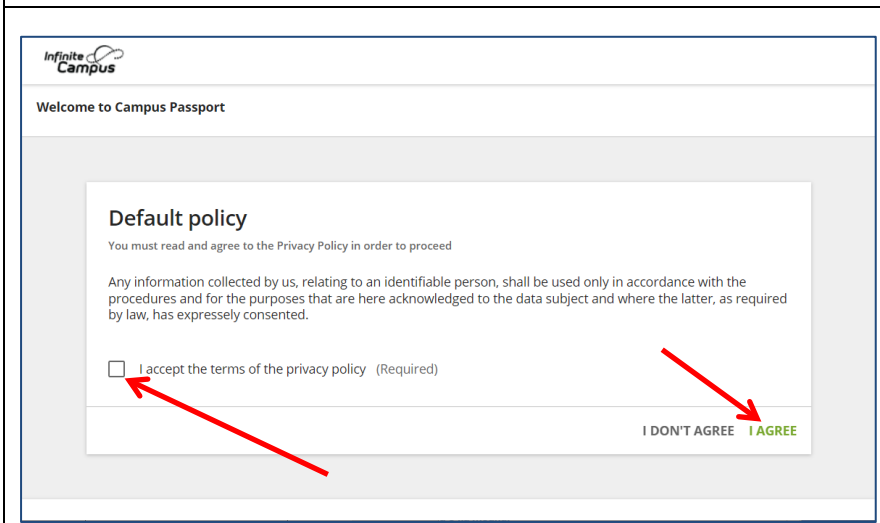 Infinite
Campus
Welcome to Campus Passport
Default policy
You must read and agree to the Privacy Policy in order to proceed
Any information collected by us, relating to an identifiable person, shall be used only in accordance with the
procedures and for the purposes that are here acknowledged to the data subject and where the latter, as required
by law, has expressely consented.
I accept the terms of the privacy policy (Required)
I DON'T AGREE I AGREE